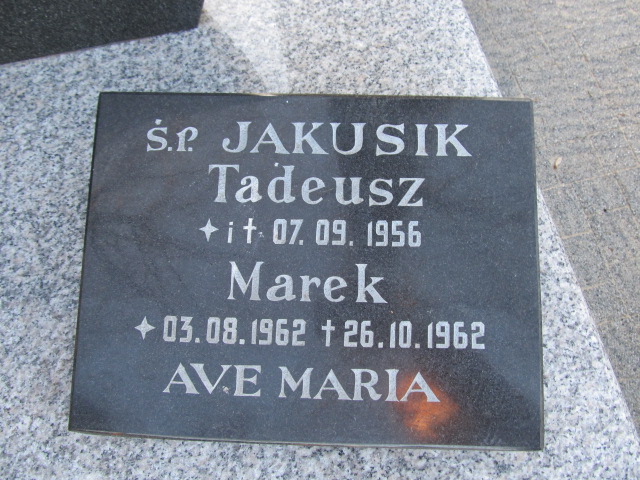 Ś.P. JAKUSIK
Tadeusz
✦ i † 07. 09. 1956
Marek
✦ 03.08.1962 † 26.10.1962
AVE MARIA